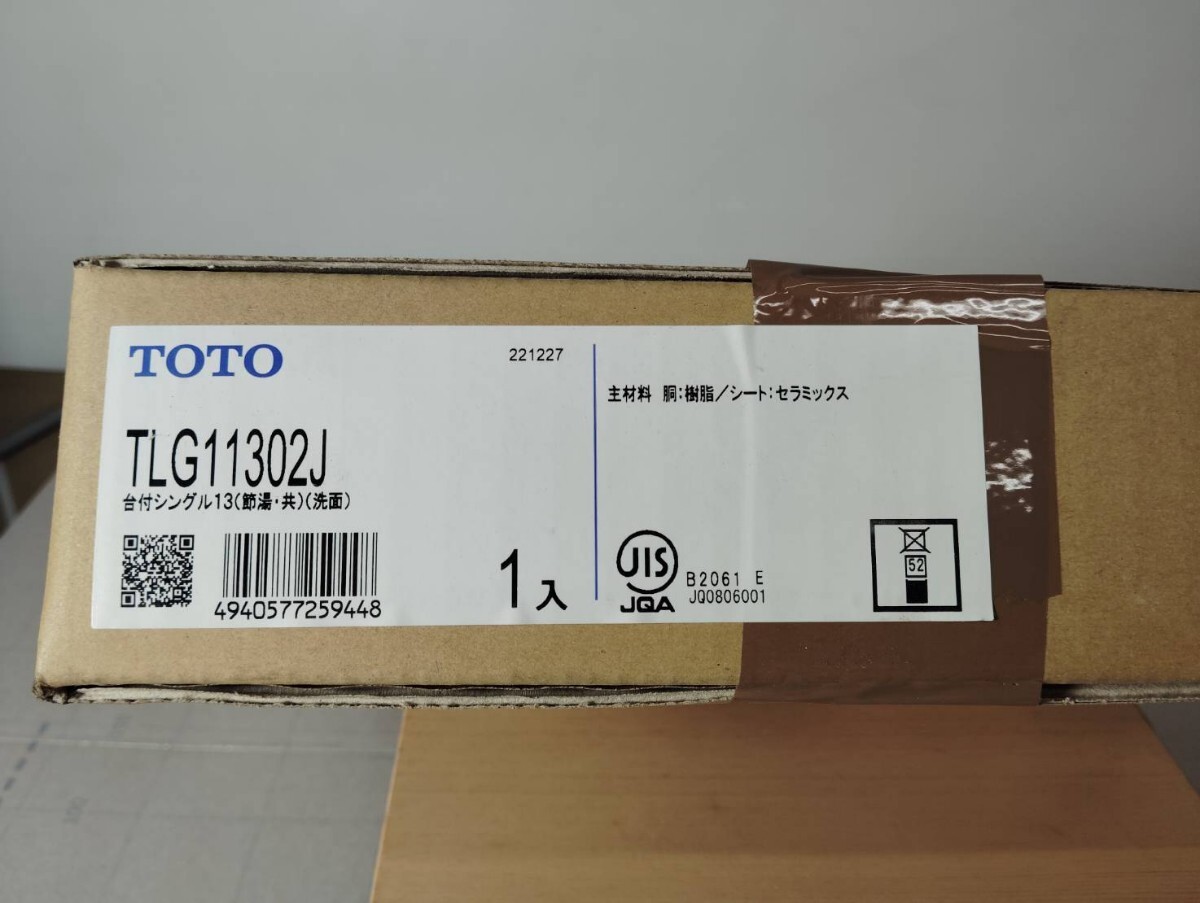 TOTO
221227
TLG11302J
台付シングル13(節湯・共)(洗面)
4940577259448
1入
主材料 胴:樹脂/シート:セラミックス
JIS
JQA
B2061 E
JQ0806001
52